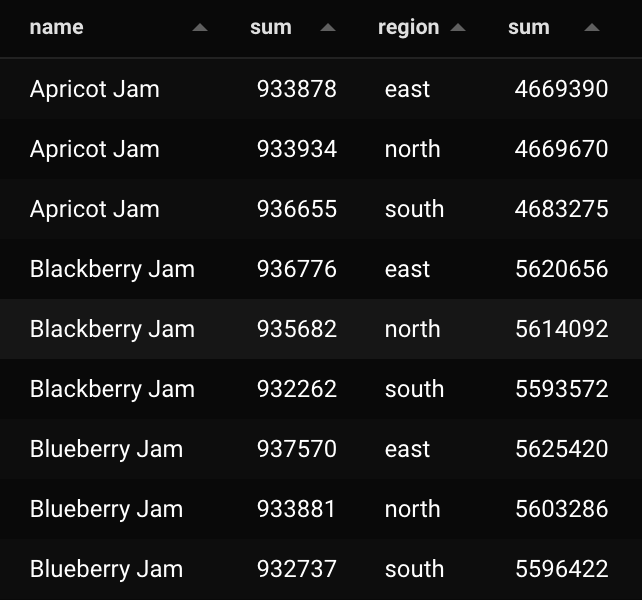 name sum region sum
Apricot Jam 933878 east 4669390
Apricot Jam 933934 north 4669670
Apricot Jam 936655 south 4683275
Blackberry Jam 936776 east 5620656
Blackberry Jam 935682 north 5614092
Blackberry Jam 932262 south 5593572
Blueberry Jam 937570 east 5625420
Blueberry Jam 933881 north 5603286
Blueberry Jam 932737 south 5596422